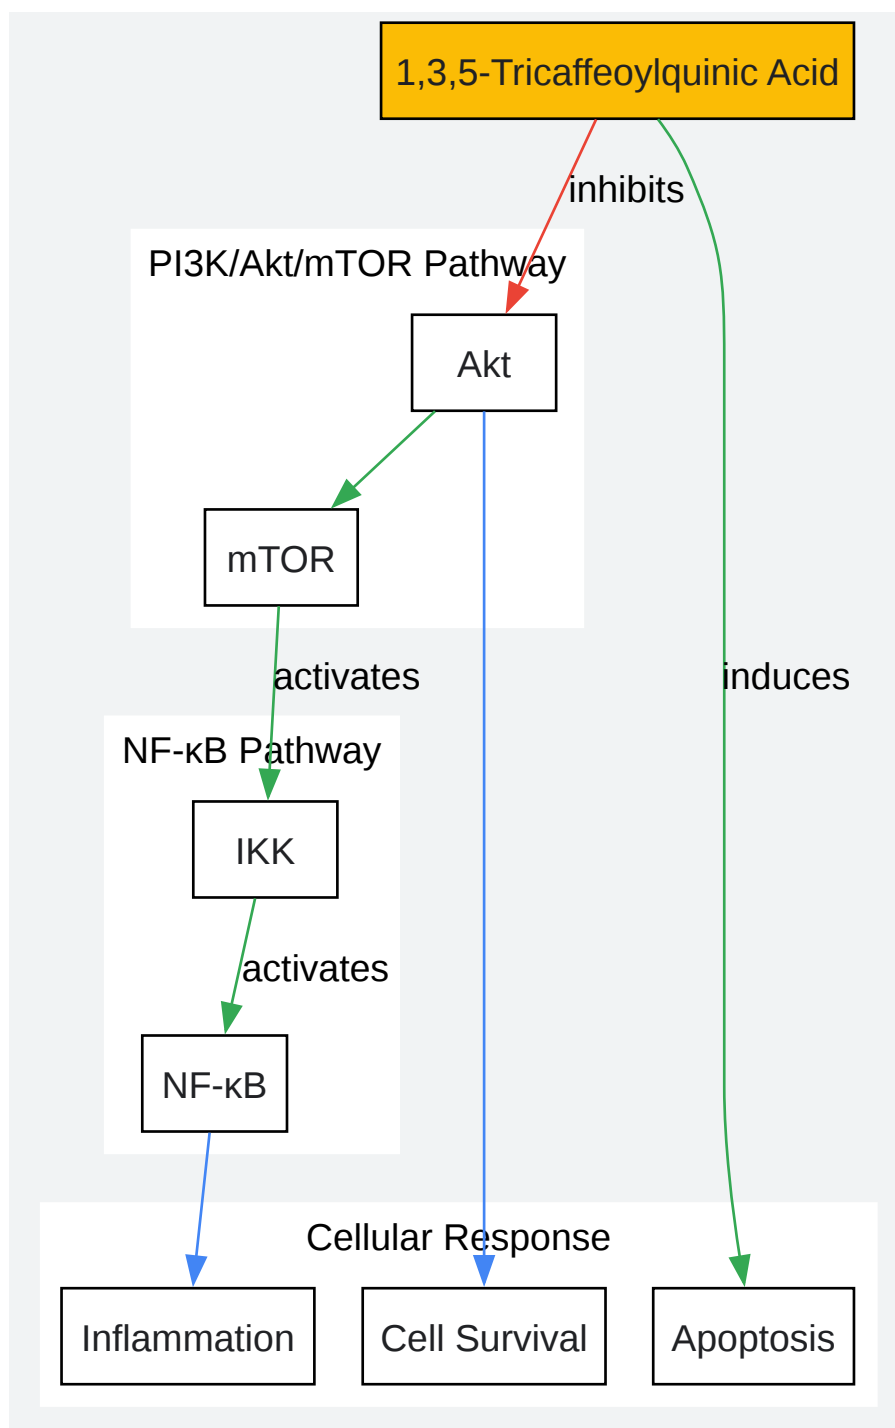 1,3,5-Tricaffeoylquinic Acid
inhibits
PI3K/Akt/mTOR Pathway
Akt
mTOR
activates
induces
NF-κB Pathway
IKK
activates
NF-κB
Cellular Response
Inflammation
Cell Survival
Apoptosis